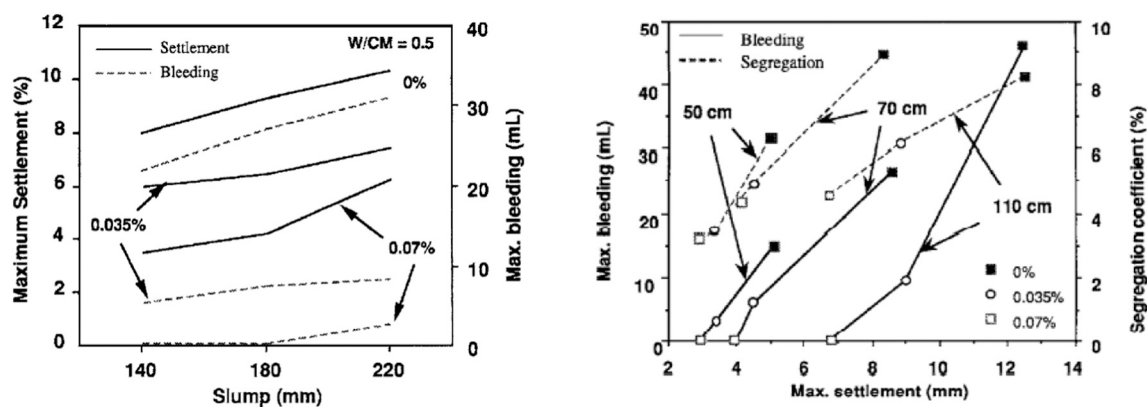 12
10
8
6
4
2
0
Maximum Settlement (%)
Settlement
Bleeding
W/CM = 0.5
0%
0.035%
0.07%
40
30
20
10
0
Max. bleeding (mL)
140
180
220
Slump (mm)
50
40
30
20
10
0
Max. bleeding (mL)
Bleeding
Segregation
50 cm
70 cm
110 cm
0%
0.035%
0.07%
10
8
6
4
2
0
Segregation coefficient (%)
2
4
6
8
10
12
14
Max. settlement (mm)